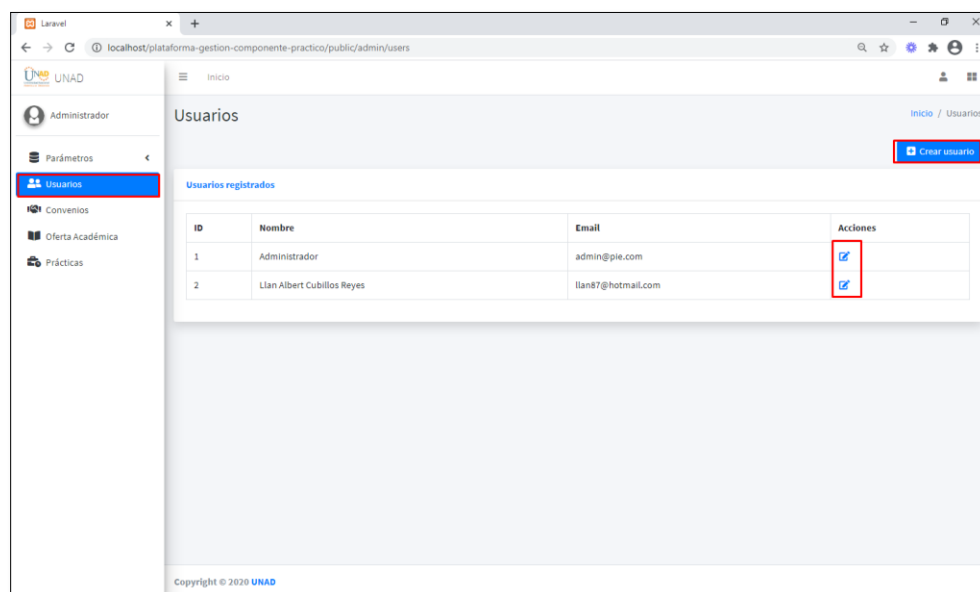 Laravel
localhost/plataforma-gestion-componente-practico/public/admin/users
UNAD UNAD
Inicio
Administrador
Usuarios
Inicio / Usuarios
Parámetros
Crear usuario
Usuarios
Usuarios registrados
Convenios
Oferta Académica
Prácticas
ID Nombre Email Acciones
1 Administrador admin@pie.com
2 Llan Albert Cubillos Reyes llan87@hotmail.com
Copyright © 2020 UNAD